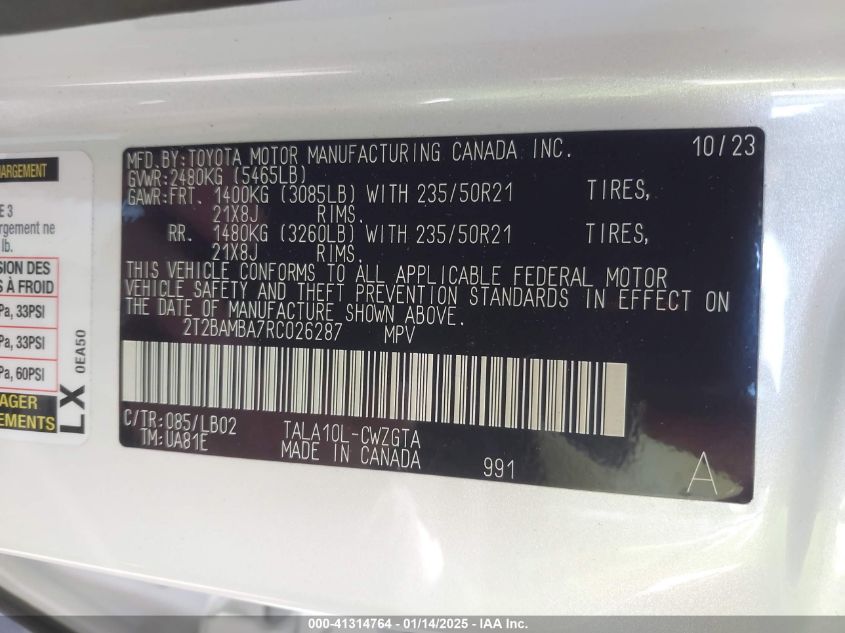 MFD. BY: TOYOTA MOTOR MANUFACTURING CANADA INC. 10/23
GVWR: 2480KG (5465LB)
GAWR: FRT. 1400KG (3085LB) WITH 235/50R21 TIRES,
21X8J RIMS.
RR. 1480KG (3260LB) WITH 235/50R21 TIRES,
21X8J RIMS.
THIS VEHICLE CONFORMS TO ALL APPLICABLE FEDERAL MOTOR
VEHICLE SAFETY AND THEFT PREVENTION STANDARDS IN EFFECT ON
THE DATE OF MANUFACTURE SHOWN ABOVE.
2T2BAMBA7RC026287 MPV
C/TR: 085/LB02 TALA10L-CWZGTA
TM: UA81E MADE IN CANADA 991 A
E 3
argement ne
lb.
SION DES
S À FROID
Pa, 33PSI
Pa, 33PSI
Pa, 60PSI
EMENTS
LX
0EA50
000-41314764 — 01/14/2025 — IAA Inc.